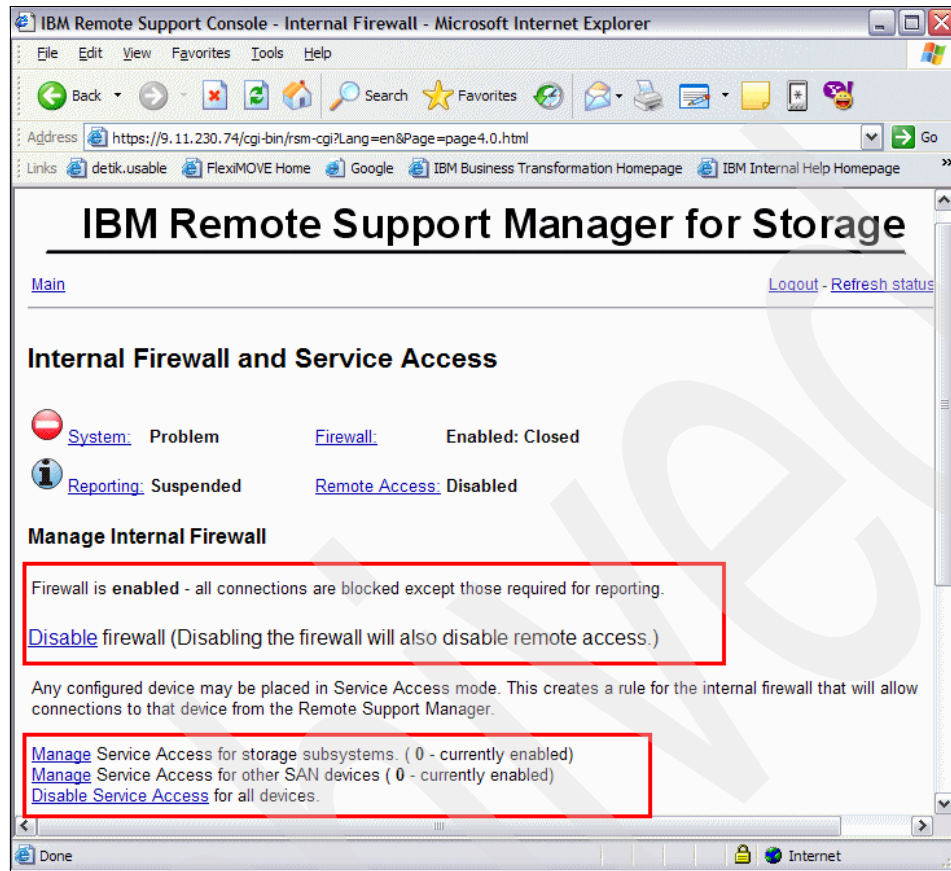 IBM Remote Support Console - Internal Firewall - Microsoft Internet Explorer
File Edit View Favorites Tools Help
Back Search Favorites
Address https://9.11.230.74/cgi-bin/rsm-cgi?Lang=en&Page=page4.0.html Go
Links detik.usable FlexiMOVE Home Google IBM Business Transformation Homepage IBM Internal Help Homepage »
IBM Remote Support Manager for Storage
Main Logout - Refresh status
Internal Firewall and Service Access
System: Problem Firewall: Enabled: Closed
Reporting: Suspended Remote Access: Disabled
Manage Internal Firewall
Firewall is enabled - all connections are blocked except those required for reporting.
Disable firewall (Disabling the firewall will also disable remote access.)
Any configured device may be placed in Service Access mode. This creates a rule for the internal firewall that will allow
connections to that device from the Remote Support Manager.
Manage Service Access for storage subsystems. ( 0 - currently enabled)
Manage Service Access for other SAN devices ( 0 - currently enabled)
Disable Service Access for all devices.
Done Internet